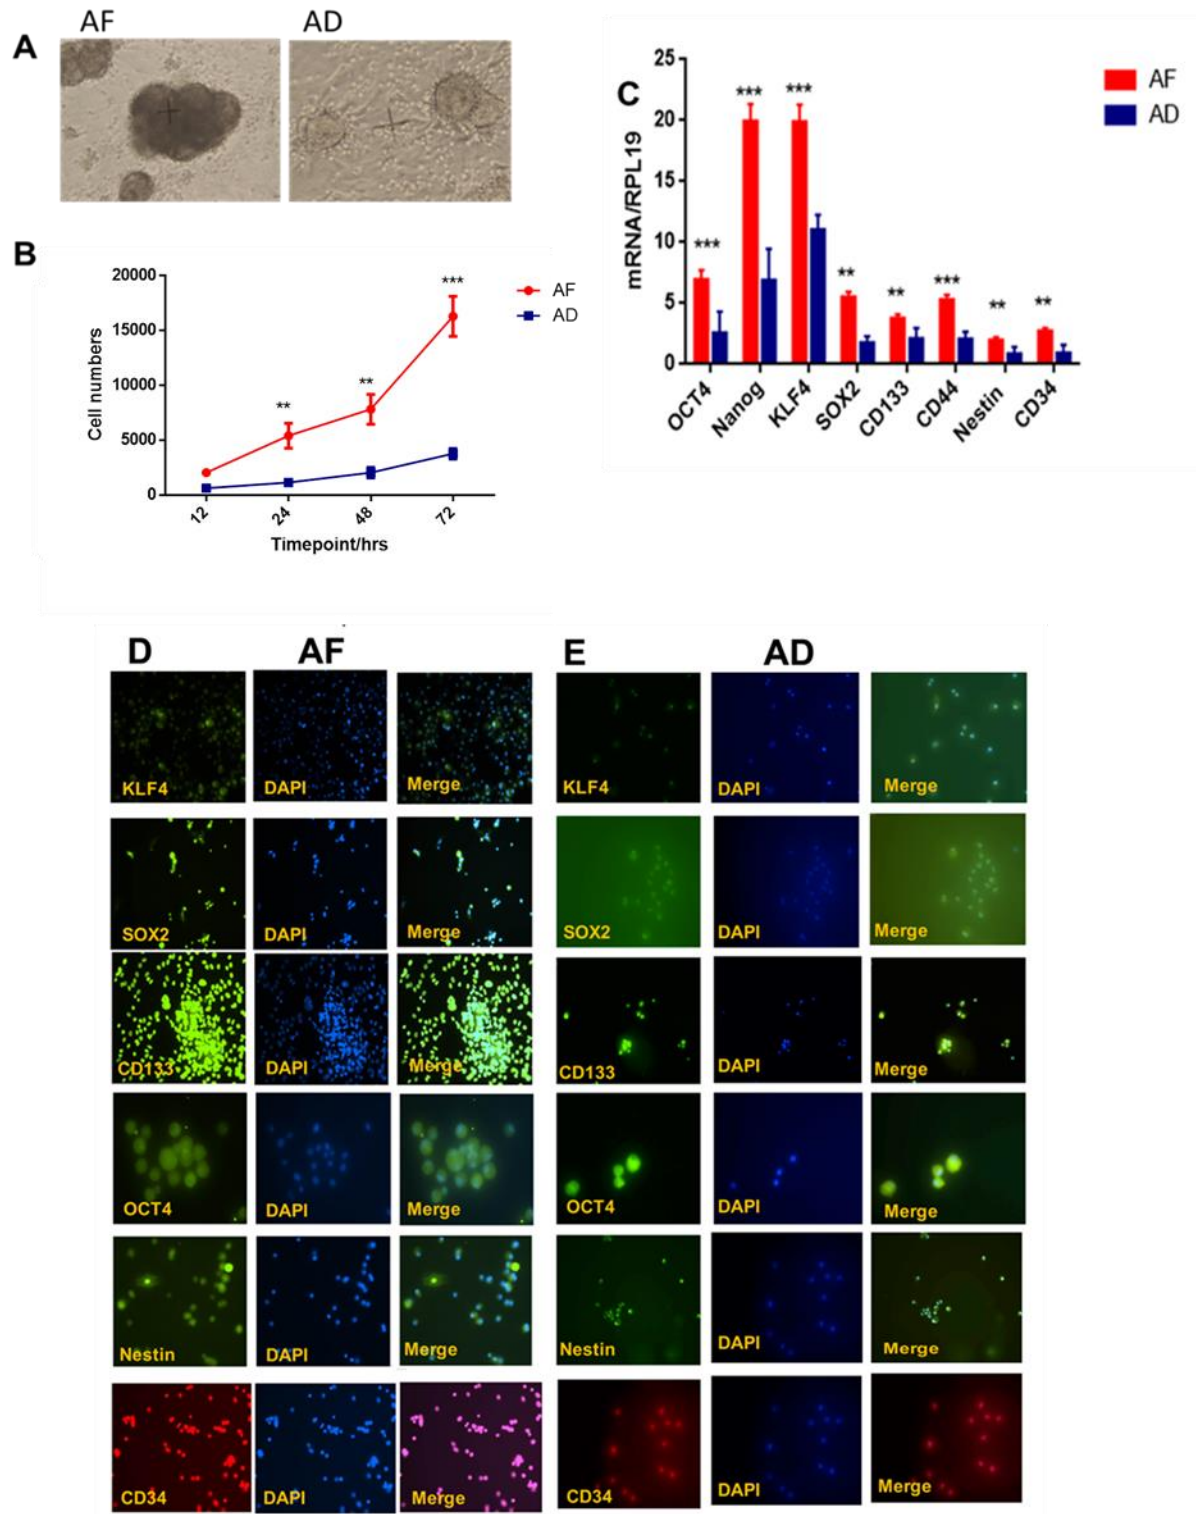 AF
AD
A
B
20000
15000
10000
5000
0
Cell numbers
**
**
***
12
24
48
72
Timepoint/hrs
AF
AD
C
25
20
15
10
5
0
mRNA/RPL19
***
***
***
**
**
***
**
**
OCT4
Nanog
KLF4
SOX2
CD133
CD44
Nestin
CD34
AF
AD
D AF E AD
KLF4 DAPI Merge KLF4 DAPI Merge
SOX2 DAPI Merge SOX2 DAPI Merge
CD133 DAPI Merge CD133 DAPI Merge
OCT4 DAPI Merge OCT4 DAPI Merge
Nestin DAPI Merge Nestin DAPI Merge
CD34 DAPI Merge CD34 DAPI Merge